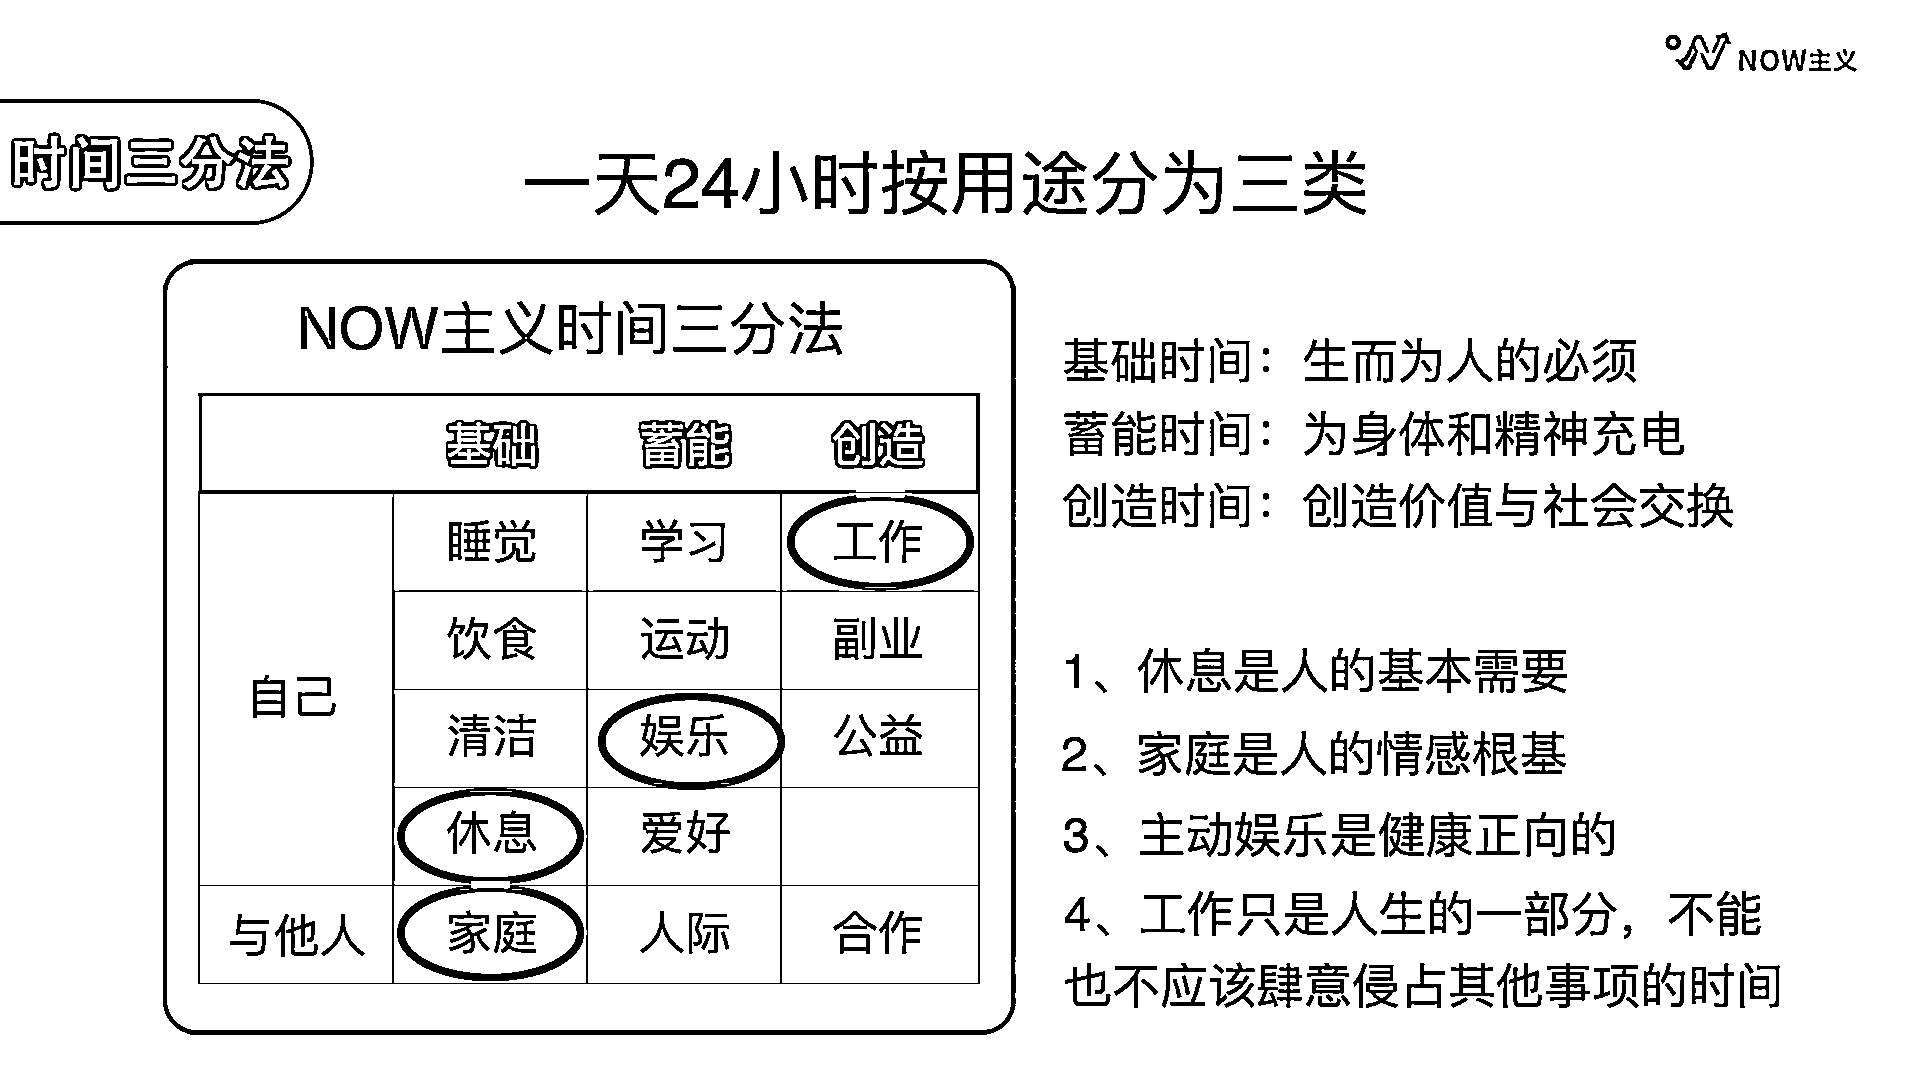 NOW主义
时间三分法
一天24小时按用途分为三类
NOW主义时间三分法
基础 蓄能 创造
自己
睡觉 学习 工作
饮食 运动 副业
清洁 娱乐 公益
休息 爱好
与他人 家庭 人际 合作
基础时间：生而为人的必须
蓄能时间：为身体和精神充电
创造时间：创造价值与社会交换
1、休息是人的基本需要
2、家庭是人的情感根基
3、主动娱乐是健康正向的
4、工作只是人生的一部分，不能
也不应该肆意侵占其他事项的时间